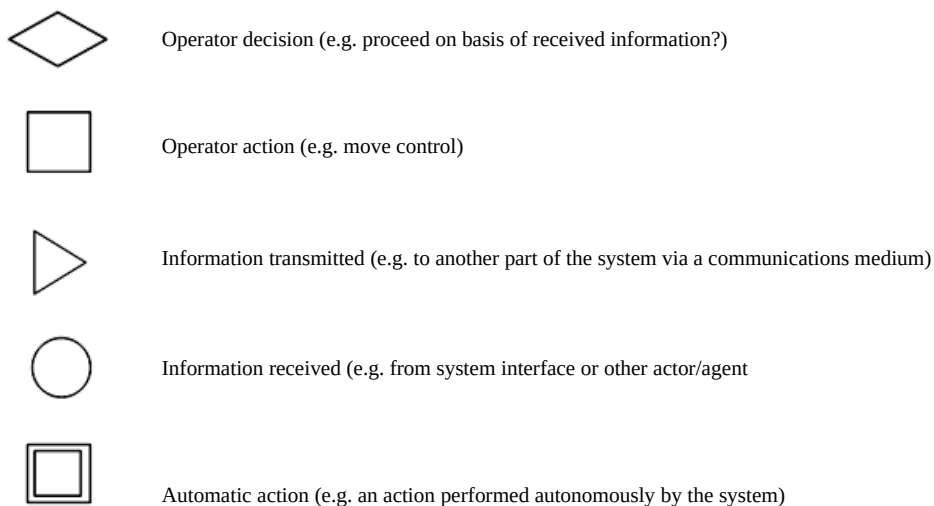 Operator decision (e.g. proceed on basis of received information?)
Operator action (e.g. move control)
Information transmitted (e.g. to another part of the system via a communications medium)
Information received (e.g. from system interface or other actor/agent
Automatic action (e.g. an action performed autonomously by the system)